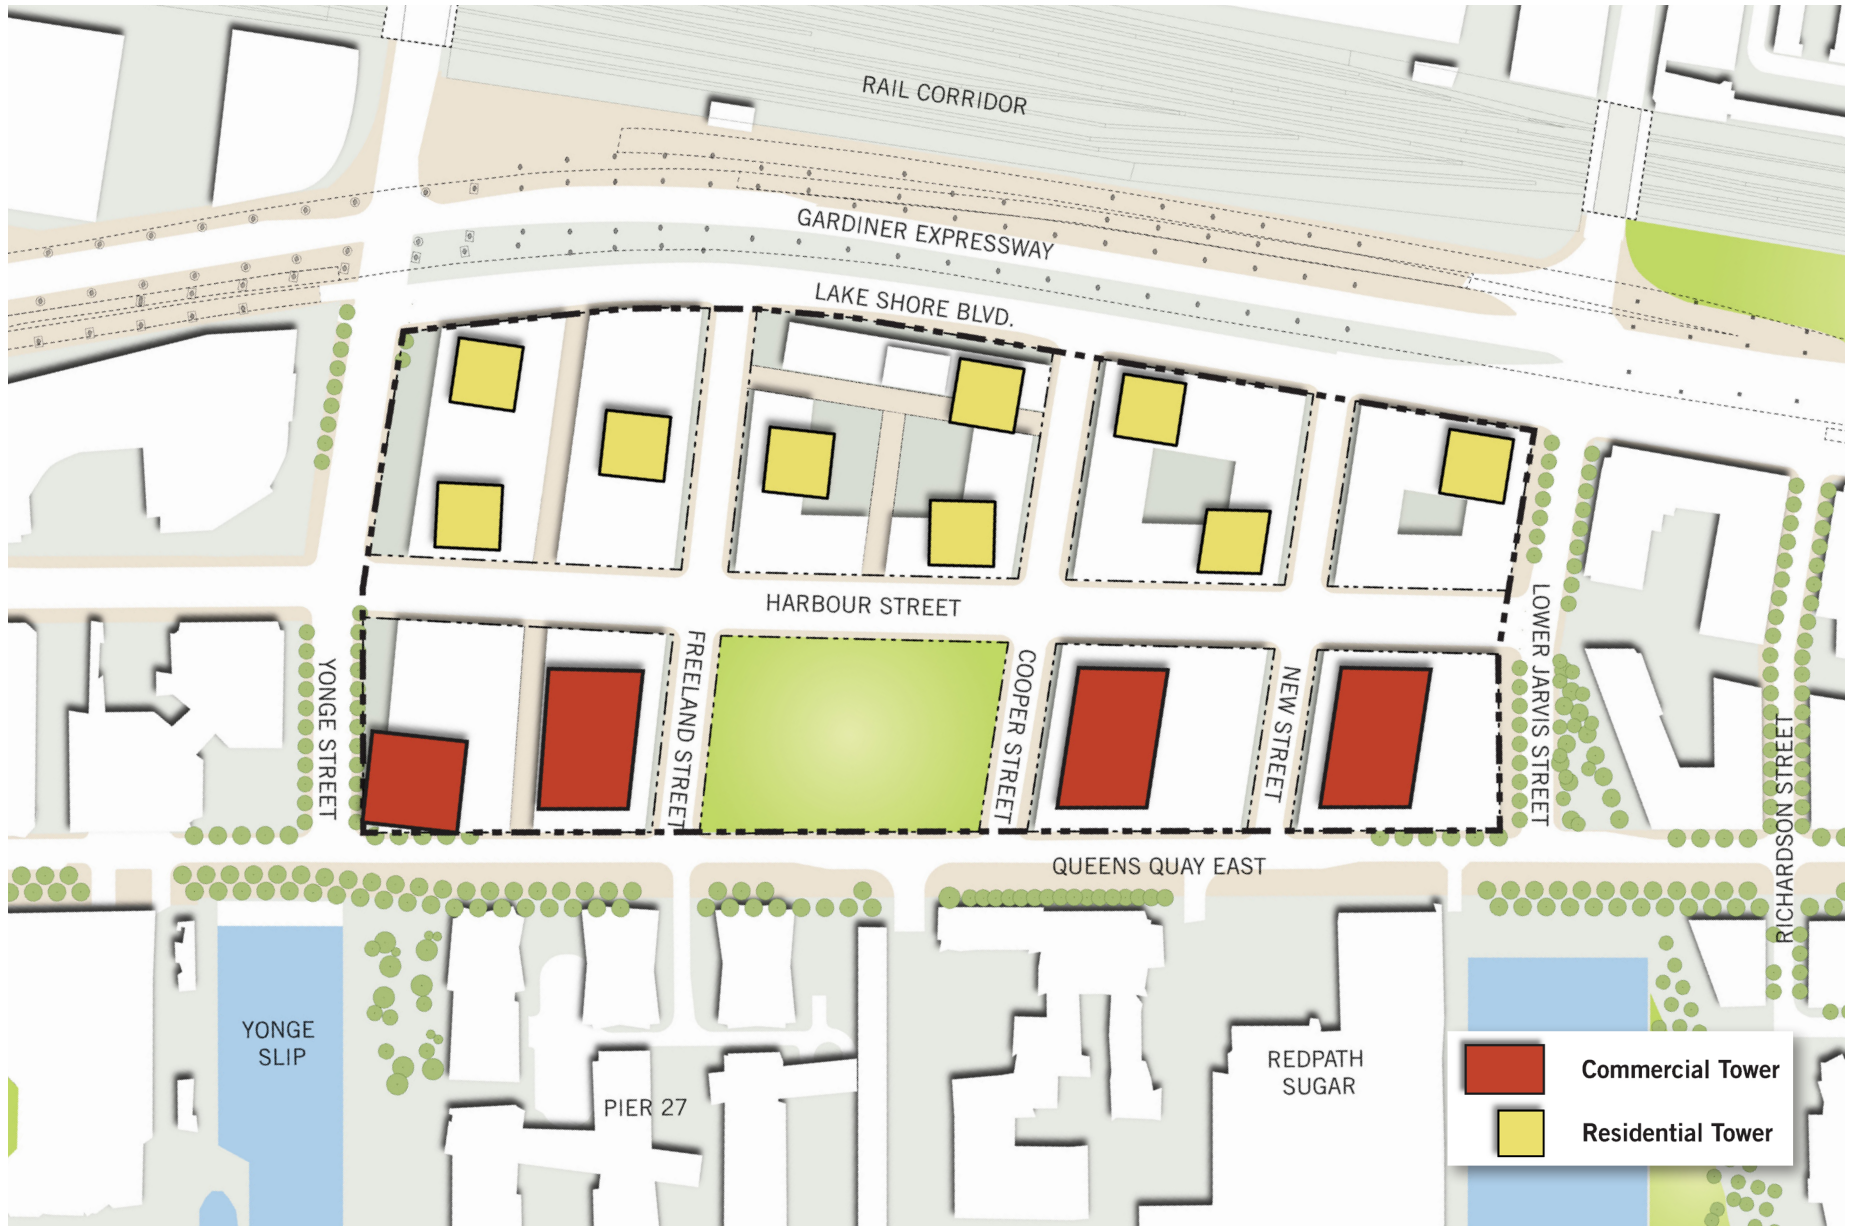 RAIL CORRIDOR
GARDINER EXPRESSWAY
LAKE SHORE BLVD.
HARBOUR STREET
YONGE STREET
FREELAND STREET
COOPER STREET
NEW STREET
LOWER JARVIS STREET
RICHARDSON STREET
QUEENS QUAY EAST
YONGE
SLIP
PIER 27
REDPATH
SUGAR
Commercial Tower
Residential Tower